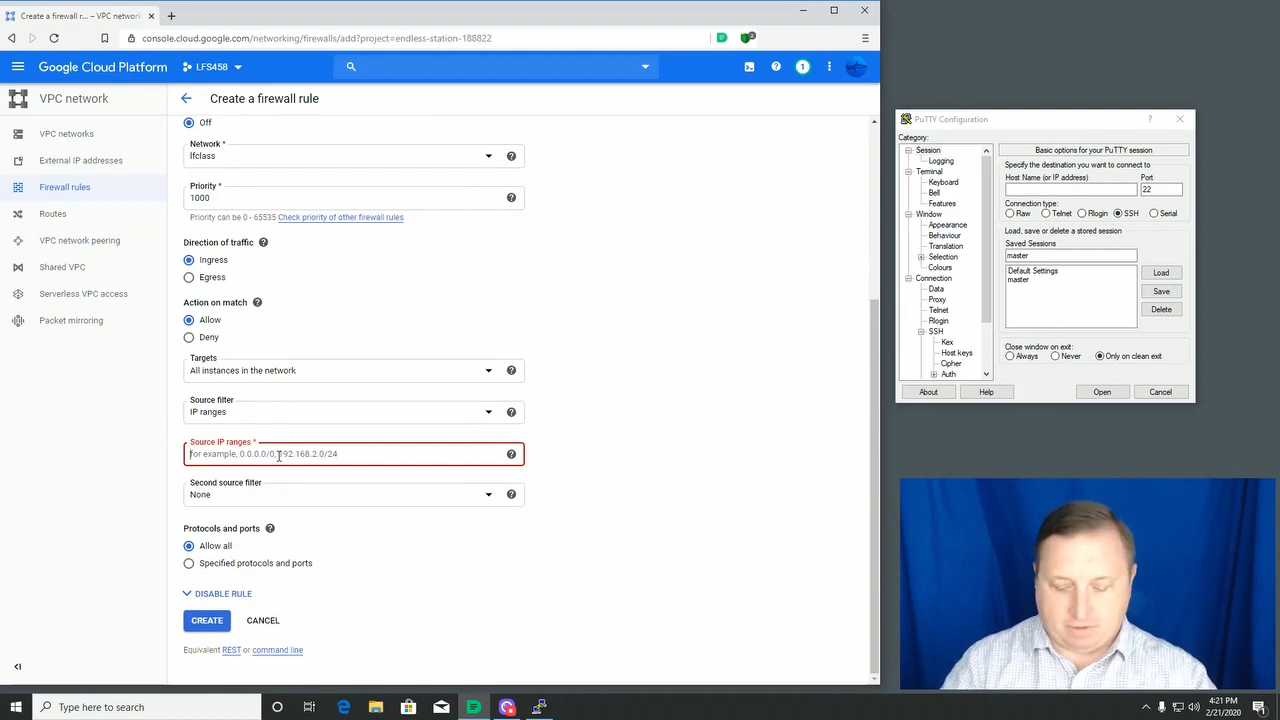 Create a firewall r... – VPC network
console.cloud.google.com/networking/firewalls/add?project=endless-station-188822
2
Google Cloud Platform
LFS458
1
VPC network
VPC networks
External IP addresses
Firewall rules
Routes
VPC network peering
Shared VPC
Serverless VPC access
Packet mirroring
Create a firewall rule
Off
Network *
lfclass
Priority *
1000
Priority can be 0 - 65535 Check priority of other firewall rules
Direction of traffic
Ingress
Egress
Action on match
Allow
Deny
Targets
All instances in the network
Source filter
IP ranges
Source IP ranges *
for example, 0.0.0.0/0, 192.168.2.0/24
Second source filter
None
Protocols and ports
Allow all
Specified protocols and ports
DISABLE RULE
CREATE
CANCEL
Equivalent REST or command line
PuTTY Configuration
Category:
Session
Logging
Terminal
Keyboard
Bell
Features
Window
Appearance
Behaviour
Translation
Selection
Colours
Connection
Data
Proxy
Telnet
Rlogin
SSH
Kex
Host keys
Cipher
Auth
Basic options for your PuTTY session
Specify the destination you want to connect to
Host Name (or IP address)
Port
22
Connection type:
Raw
Telnet
Rlogin
SSH
Serial
Load, save or delete a stored session
Saved Sessions
master
Default Settings
master
Load
Save
Delete
Close window on exit:
Always
Never
Only on clean exit
About
Help
Open
Cancel
Type here to search
4:21 PM
2/21/2020
1